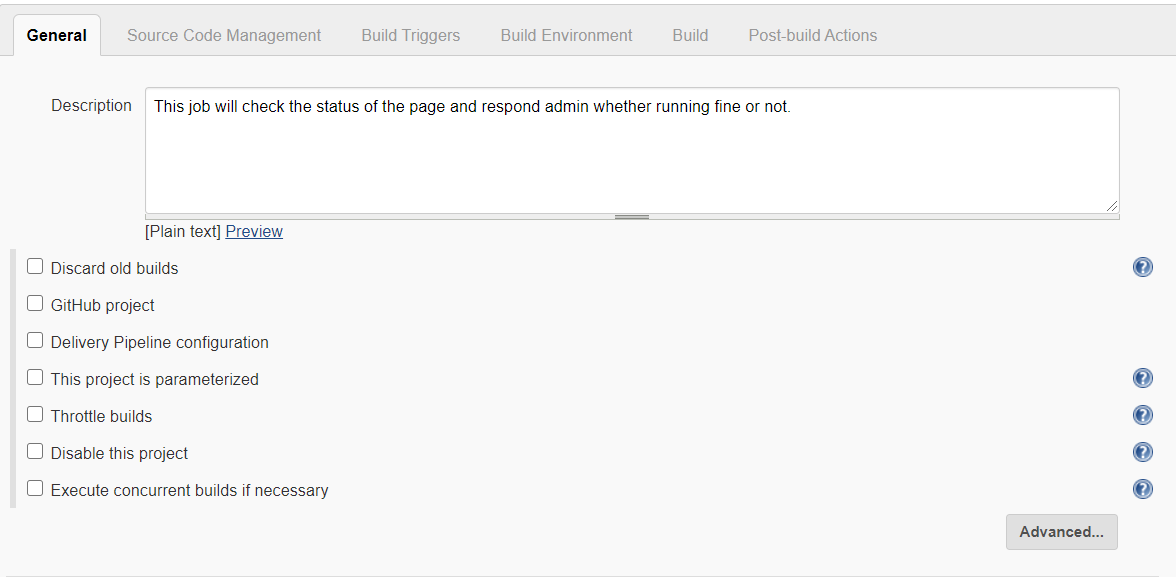 General Source Code Management Build Triggers Build Environment Build Post-build Actions
Description This job will check the status of the page and respond admin whether running fine or not.
[Plain text] Preview
Discard old builds ?
GitHub project
Delivery Pipeline configuration
This project is parameterized ?
Throttle builds ?
Disable this project ?
Execute concurrent builds if necessary ?
Advanced...